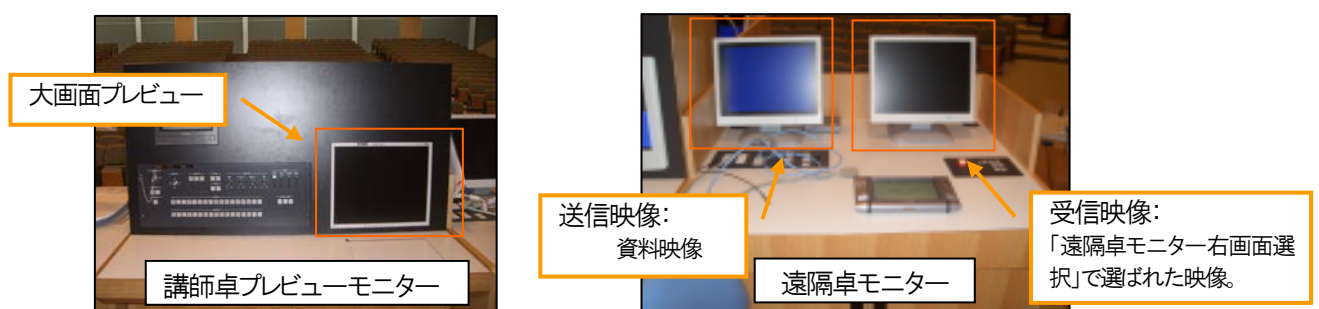 大画面プレビュー
講師卓プレビューモニター
送信映像：
資料映像
遠隔卓モニター
受信映像：
「遠隔卓モニター右画面選
択」で選ばれた映像。